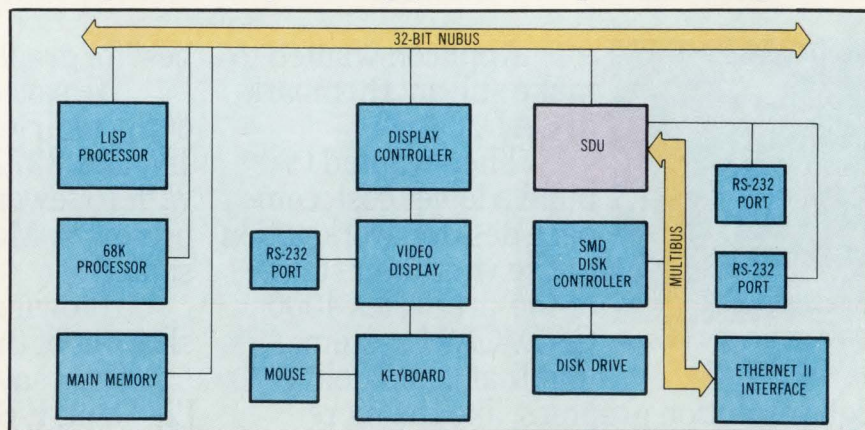 32-BIT NUBUS
LISP
PROCESSOR
DISPLAY
CONTROLLER
SDU
RS-232
PORT
68K
PROCESSOR
RS-232
PORT
VIDEO
DISPLAY
SMD
DISK
CONTROLLER
MULTIBUS
RS-232
PORT
MAIN MEMORY
MOUSE
KEYBOARD
DISK DRIVE
ETHERNET II
INTERFACE